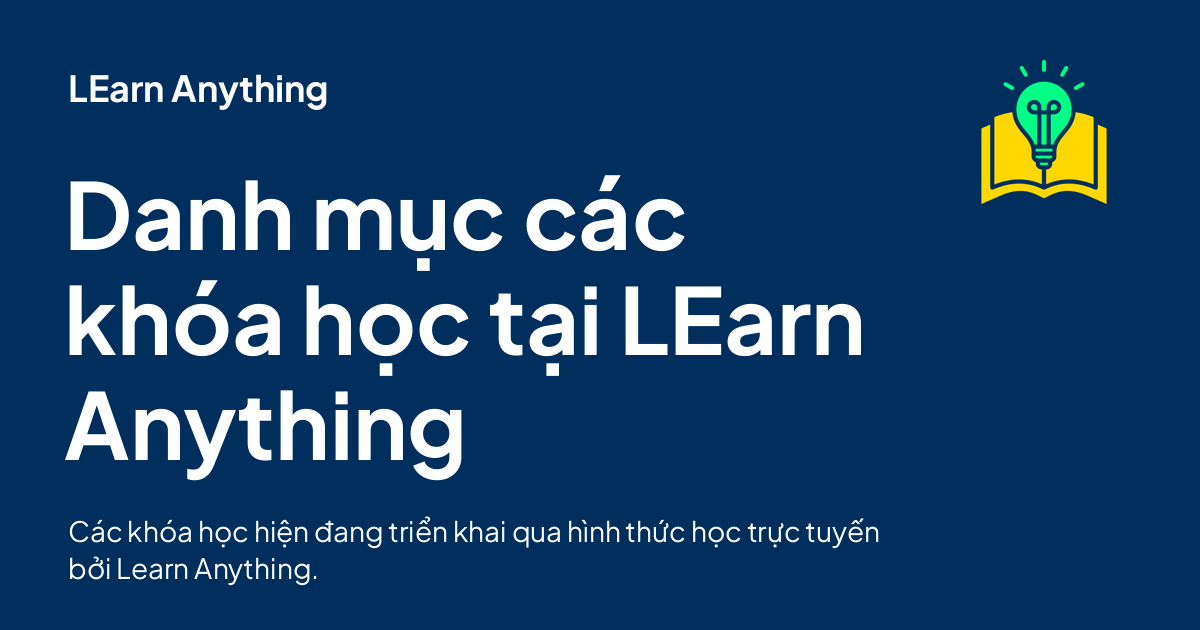 LEarn Anything
Danh mục các
khóa học tại LEarn
Anything
Các khóa học hiện đang triển khai qua hình thức học trực tuyến
bởi Learn Anything.